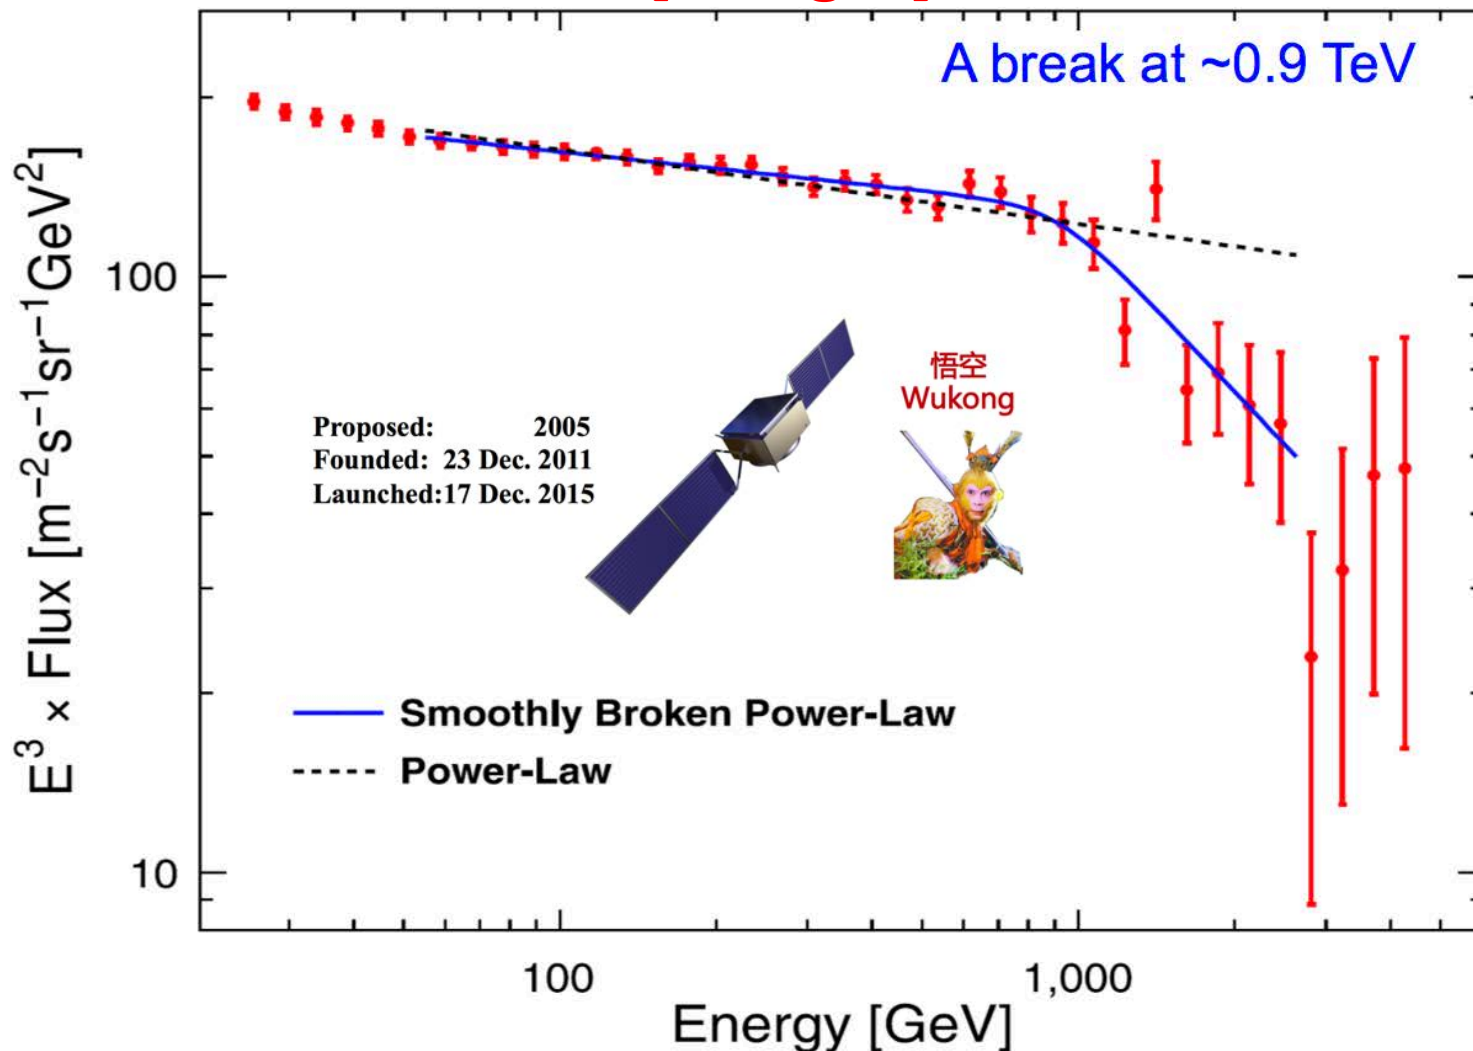 A break at ~0.9 TeV
E³ × Flux [m⁻²s⁻¹sr⁻¹GeV²]
100
10
悟空
Wukong
Proposed: 2005
Founded: 23 Dec. 2011
Launched:17 Dec. 2015
Smoothly Broken Power-Law
Power-Law
100
1,000
Energy [GeV]